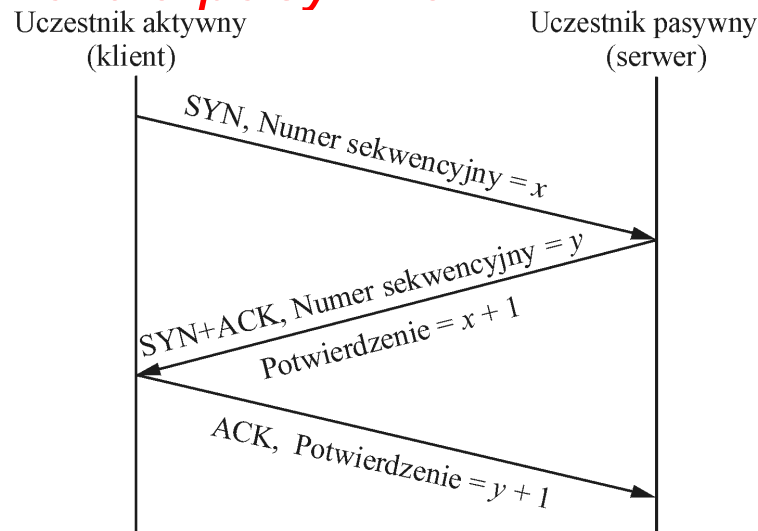 Uczestnik aktywny
(klient)
Uczestnik pasywny
(serwer)
SYN, Numer sekwencyjny = x
SYN+ACK, Numer sekwencyjny = y
Potwierdzenie = x + 1
ACK, Potwierdzenie = y + 1